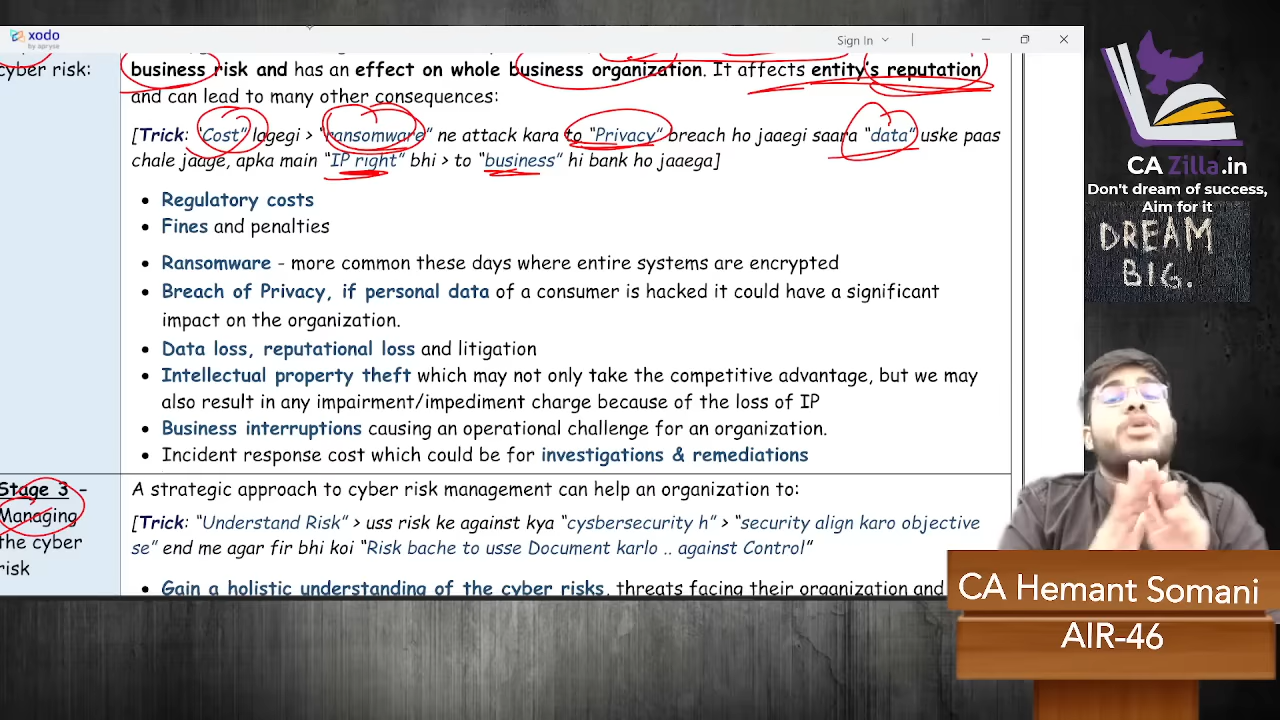 xodo
by apryse
Sign In
cyber risk:
business risk and has an effect on whole business organization. It affects entity's reputation
and can lead to many other consequences:
[Trick: "Cost" lagegi > "ransomware" ne attack kara to "Privacy" breach ho jaaegi saara "data" uske paas
chale jaage, apka main "IP right" bhi > to "business" hi bank ho jaaega]
• Regulatory costs
• Fines and penalties
• Ransomware - more common these days where entire systems are encrypted
• Breach of Privacy, if personal data of a consumer is hacked it could have a significant
impact on the organization.
• Data loss, reputational loss and litigation
• Intellectual property theft which may not only take the competitive advantage, but we may
also result in any impairment/impediment charge because of the loss of IP
• Business interruptions causing an operational challenge for an organization.
• Incident response cost which could be for investigations & remediations
Stage 3 -
Managing
the cyber
risk
A strategic approach to cyber risk management can help an organization to:
[Trick: "Understand Risk" > uss risk ke against kya "cysbersecurity h" > "security align karo objective
se" end me agar fir bhi koi "Risk bache to usse Document karlo .. against Control"
• Gain a holistic understanding of the cyber risks, threats facing their organization and
CA Zilla.in
Don't dream of success,
Aim for it
DREAM
BIG.
CA Hemant Somani
AIR-46